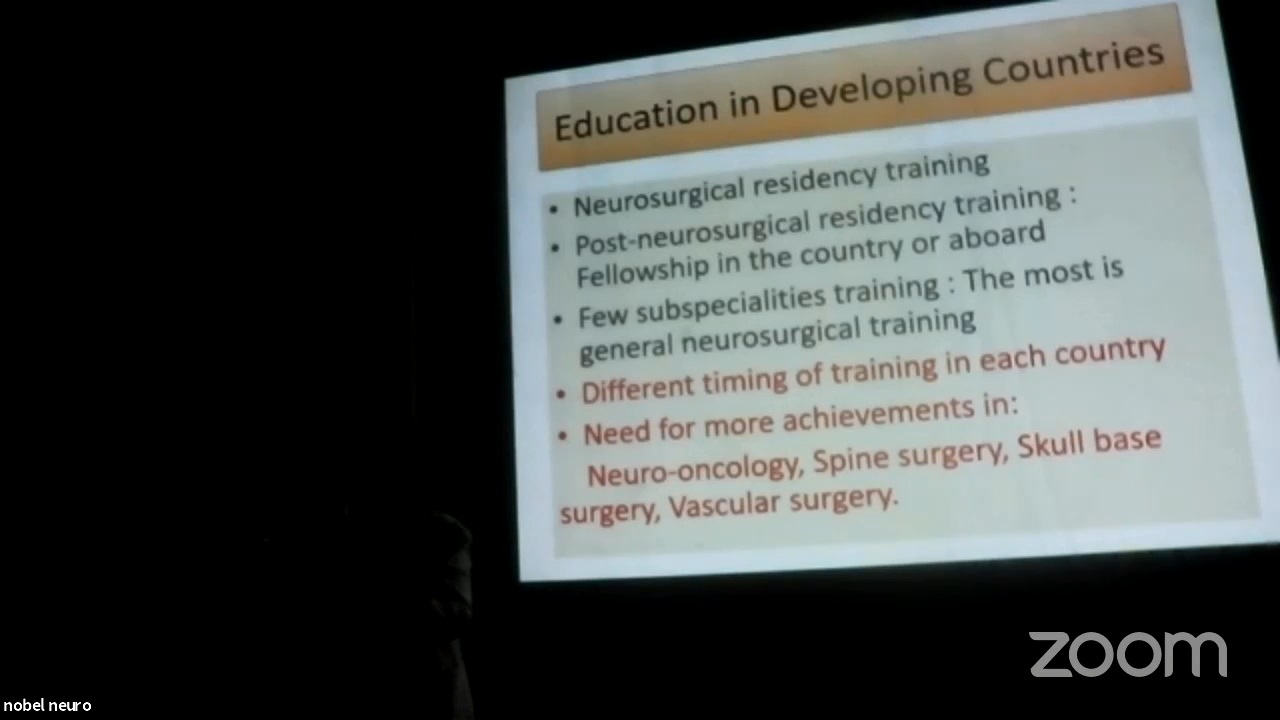 Education in Developing Countries
• Neurosurgical residency training
• Post-neurosurgical residency training :
Fellowship in the country or aboard
• Few subspecialities training : The most is
general neurosurgical training
• Different timing of training in each country
• Need for more achievements in:
Neuro-oncology, Spine surgery, Skull base
surgery, Vascular surgery.
zoom
nobel neuro